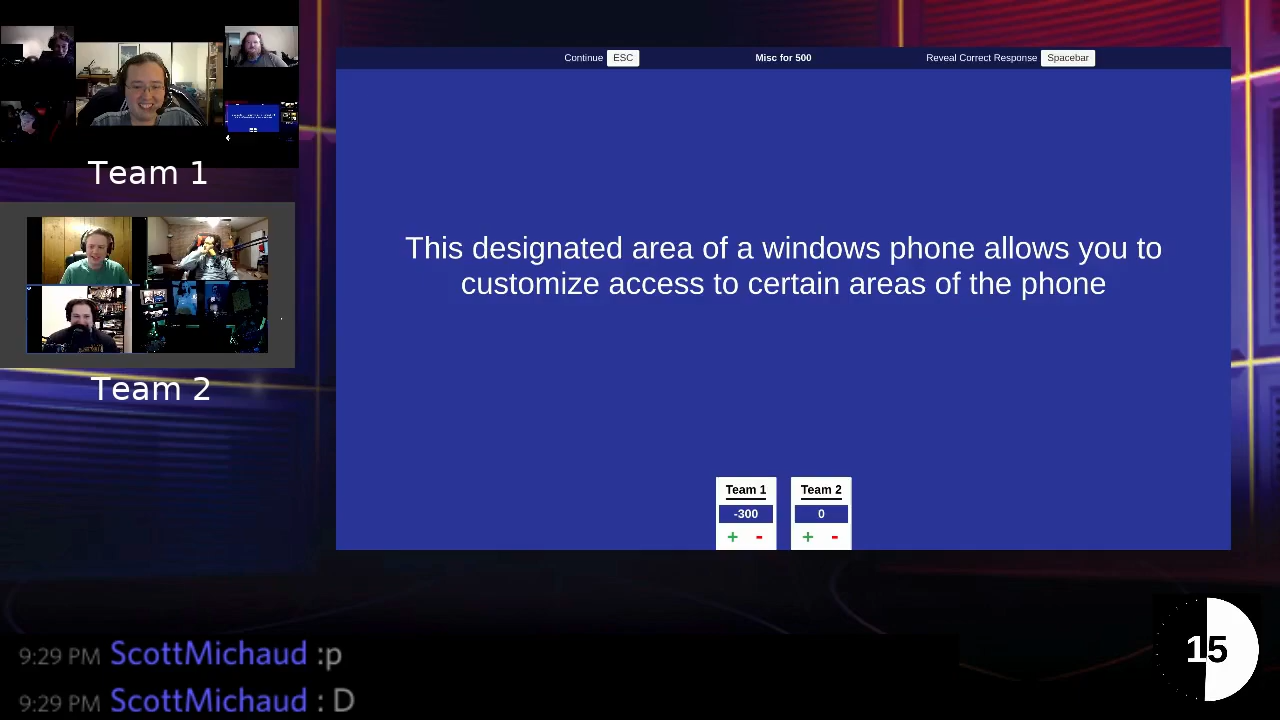 Continue ESC Misc for 500 Reveal Correct Response Spacebar
Team 1
This designated area of a windows phone allows you to
customize access to certain areas of the phone
Team 2
Team 1 Team 2
-300 0
+ - + -
15
9:29 PM ScottMichaud :p
9:29 PM ScottMichaud : D